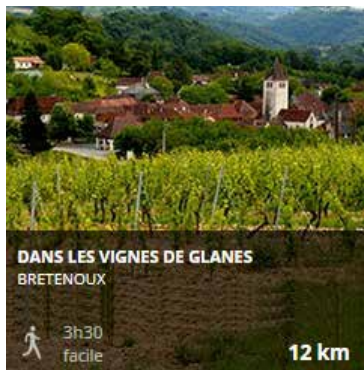 DANS LES VIGNES DE GLANES
BRETENOUX
3h30
facile
12 km